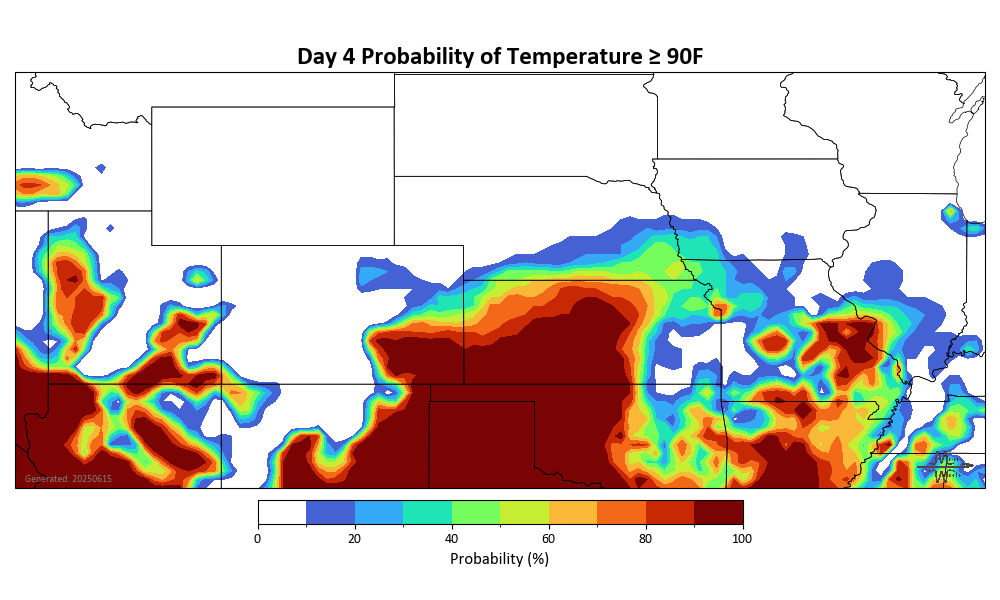 Day 4 Probability of Temperature ≥ 90F
Generated: 20250615
0 20 40 60 80 100
Probability (%)